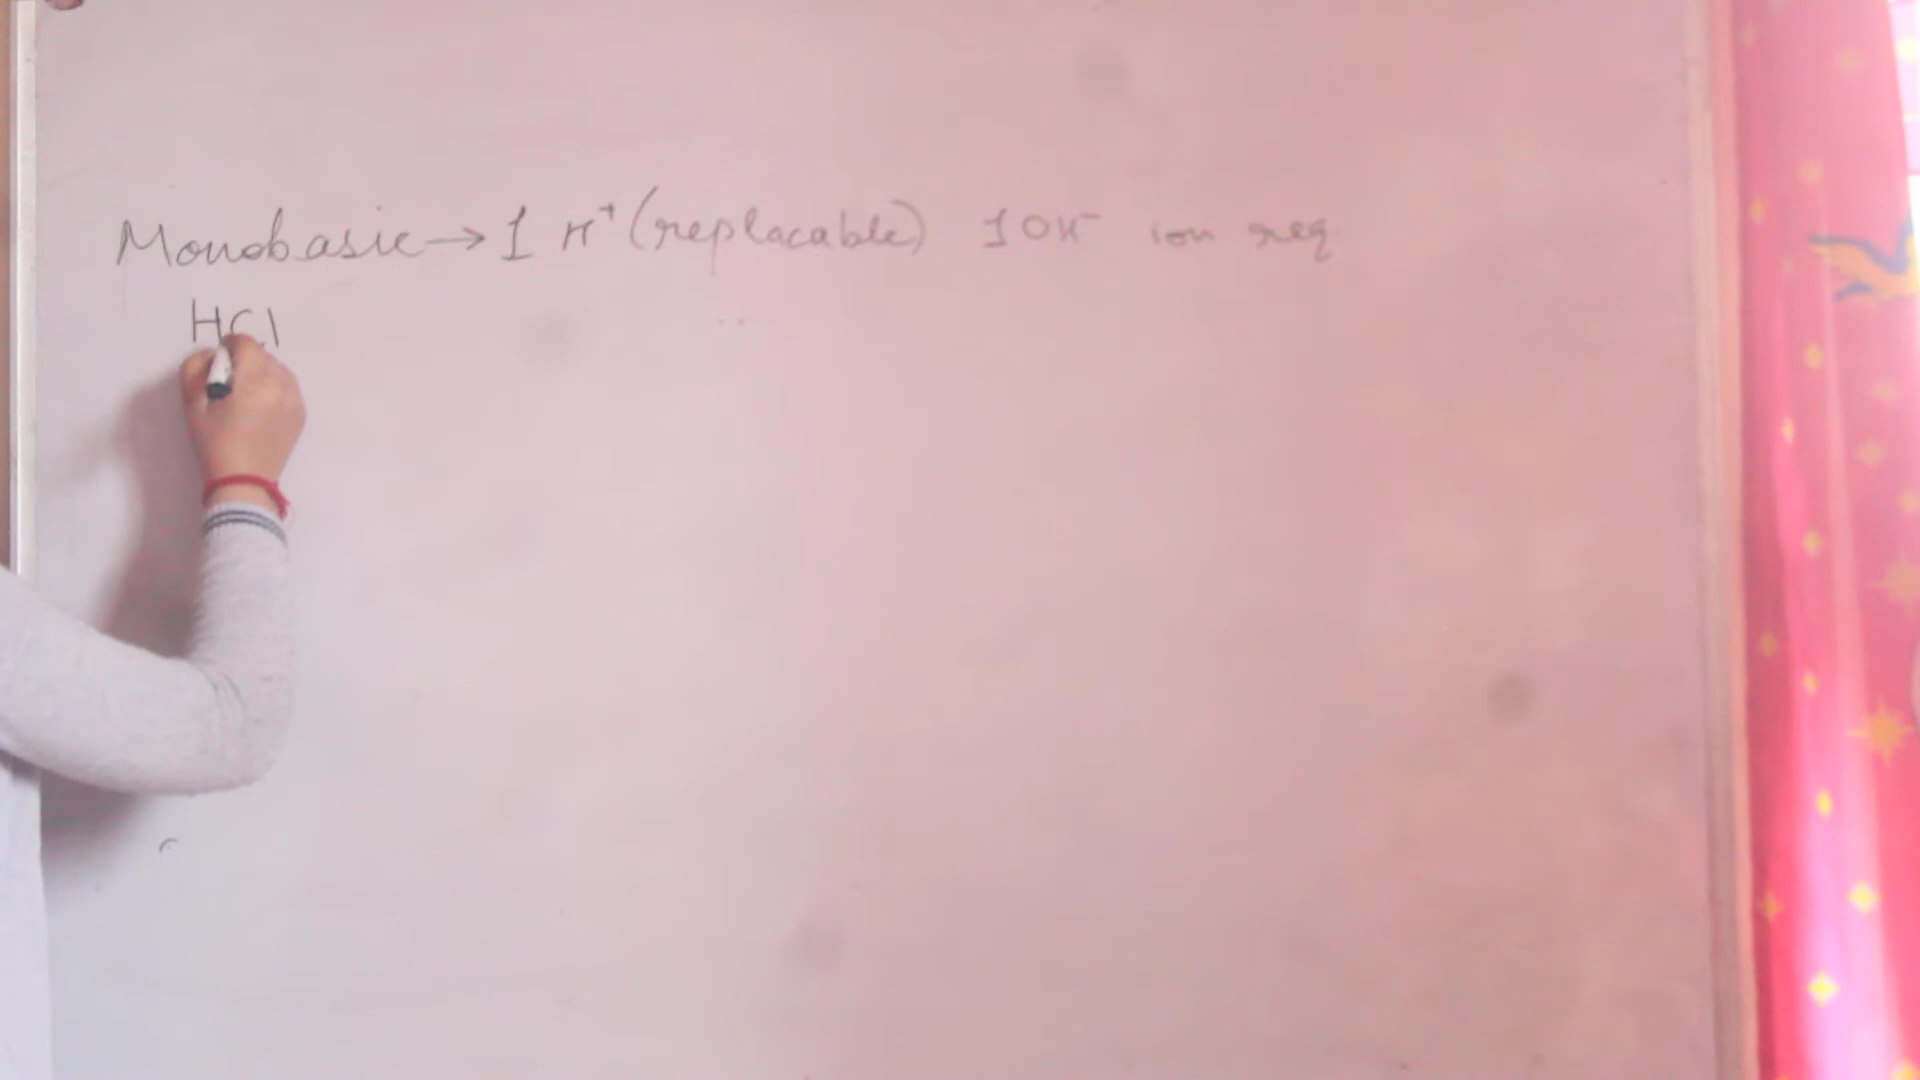 Monobasic → 1 H⁺ (replacable) 1 OH⁻ ion req
HCl